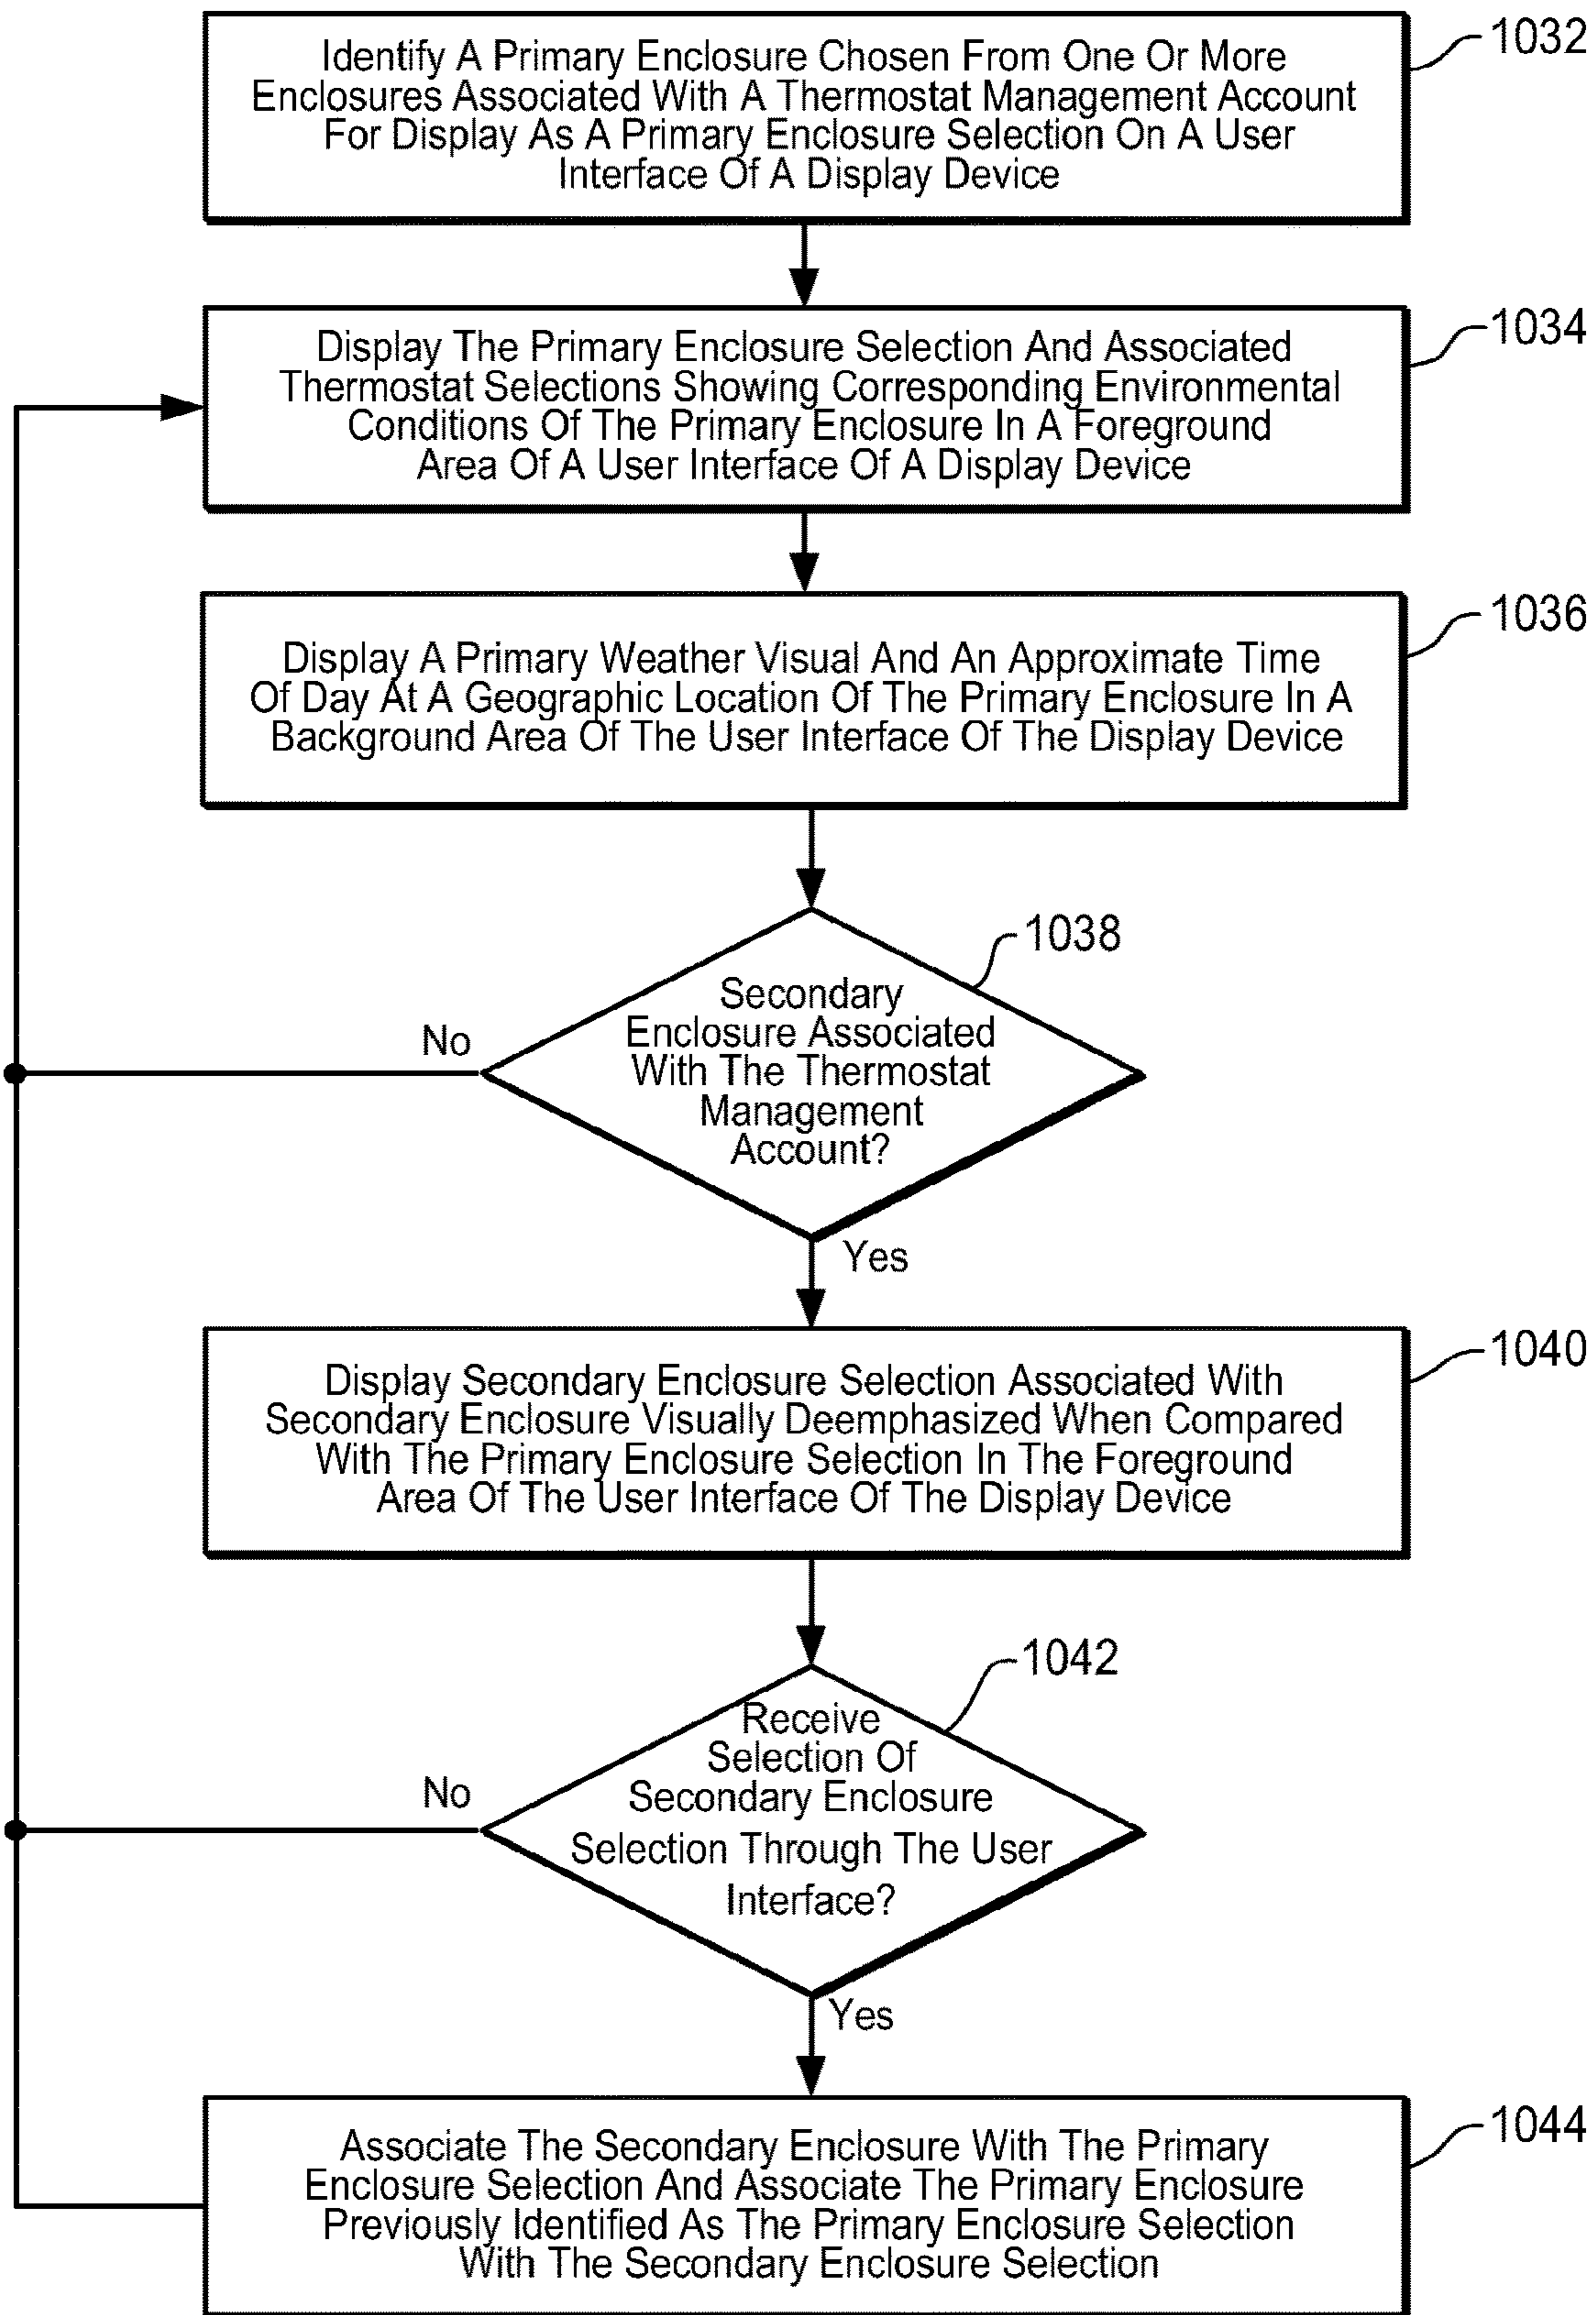 Identify A Primary Enclosure Chosen From One Or More
Enclosures Associated With A Thermostat Management Account
For Display As A Primary Enclosure Selection On A User
Interface Of A Display Device
1032
Display The Primary Enclosure Selection And Associated
Thermostat Selections Showing Corresponding Environmental
Conditions Of The Primary Enclosure In A Foreground
Area Of A User Interface Of A Display Device
1034
Display A Primary Weather Visual And An Approximate Time
Of Day At A Geographic Location Of The Primary Enclosure In A
Background Area Of The User Interface Of The Display Device
1036
Secondary
Enclosure Associated
With The Thermostat
Management
Account?
1038
No
Yes
Display Secondary Enclosure Selection Associated With
Secondary Enclosure Visually Deemphasized When Compared
With The Primary Enclosure Selection In The Foreground
Area Of The User Interface Of The Display Device
1040
Receive
Selection Of
Secondary Enclosure
Selection Through The User
Interface?
1042
No
Yes
Associate The Secondary Enclosure With The Primary
Enclosure Selection And Associate The Primary Enclosure
Previously Identified As The Primary Enclosure Selection
With The Secondary Enclosure Selection
1044